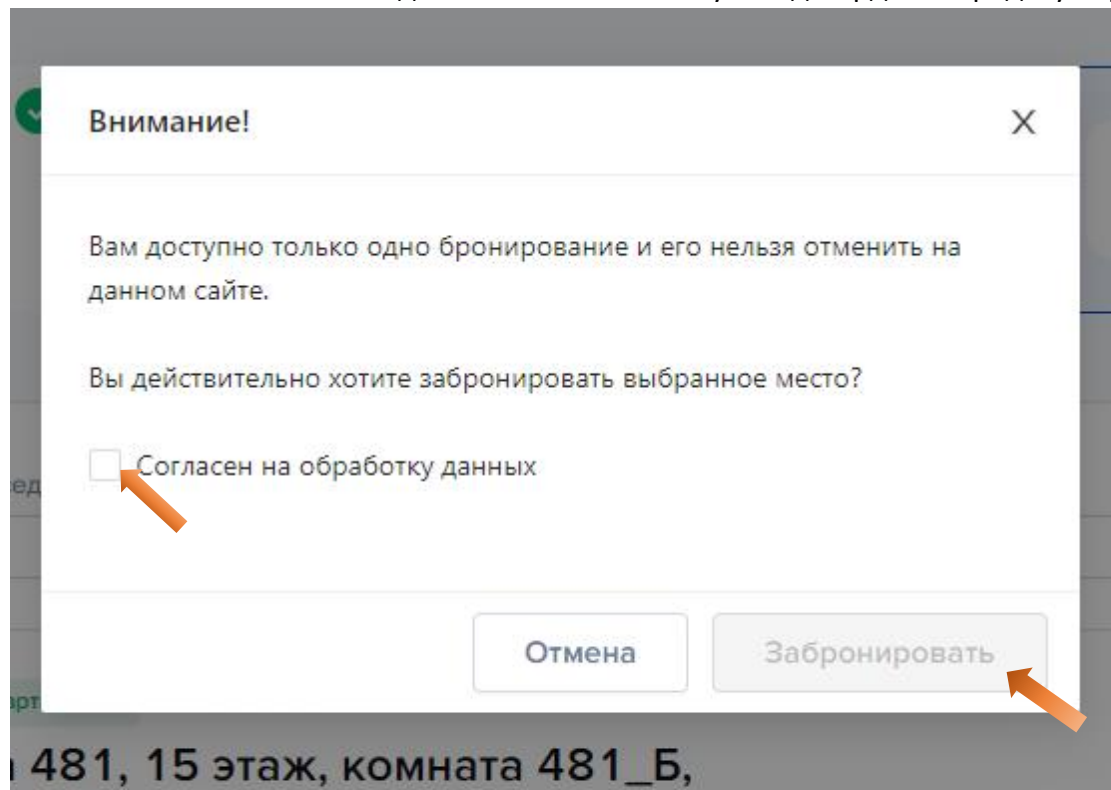 Внимание!
X
Вам доступно только одно бронирование и его нельзя отменить на
данном сайте.
Вы действительно хотите забронировать выбранное место?
Согласен на обработку данных
Отмена
Забронировать
481, 15 этаж, комната 481_Б,